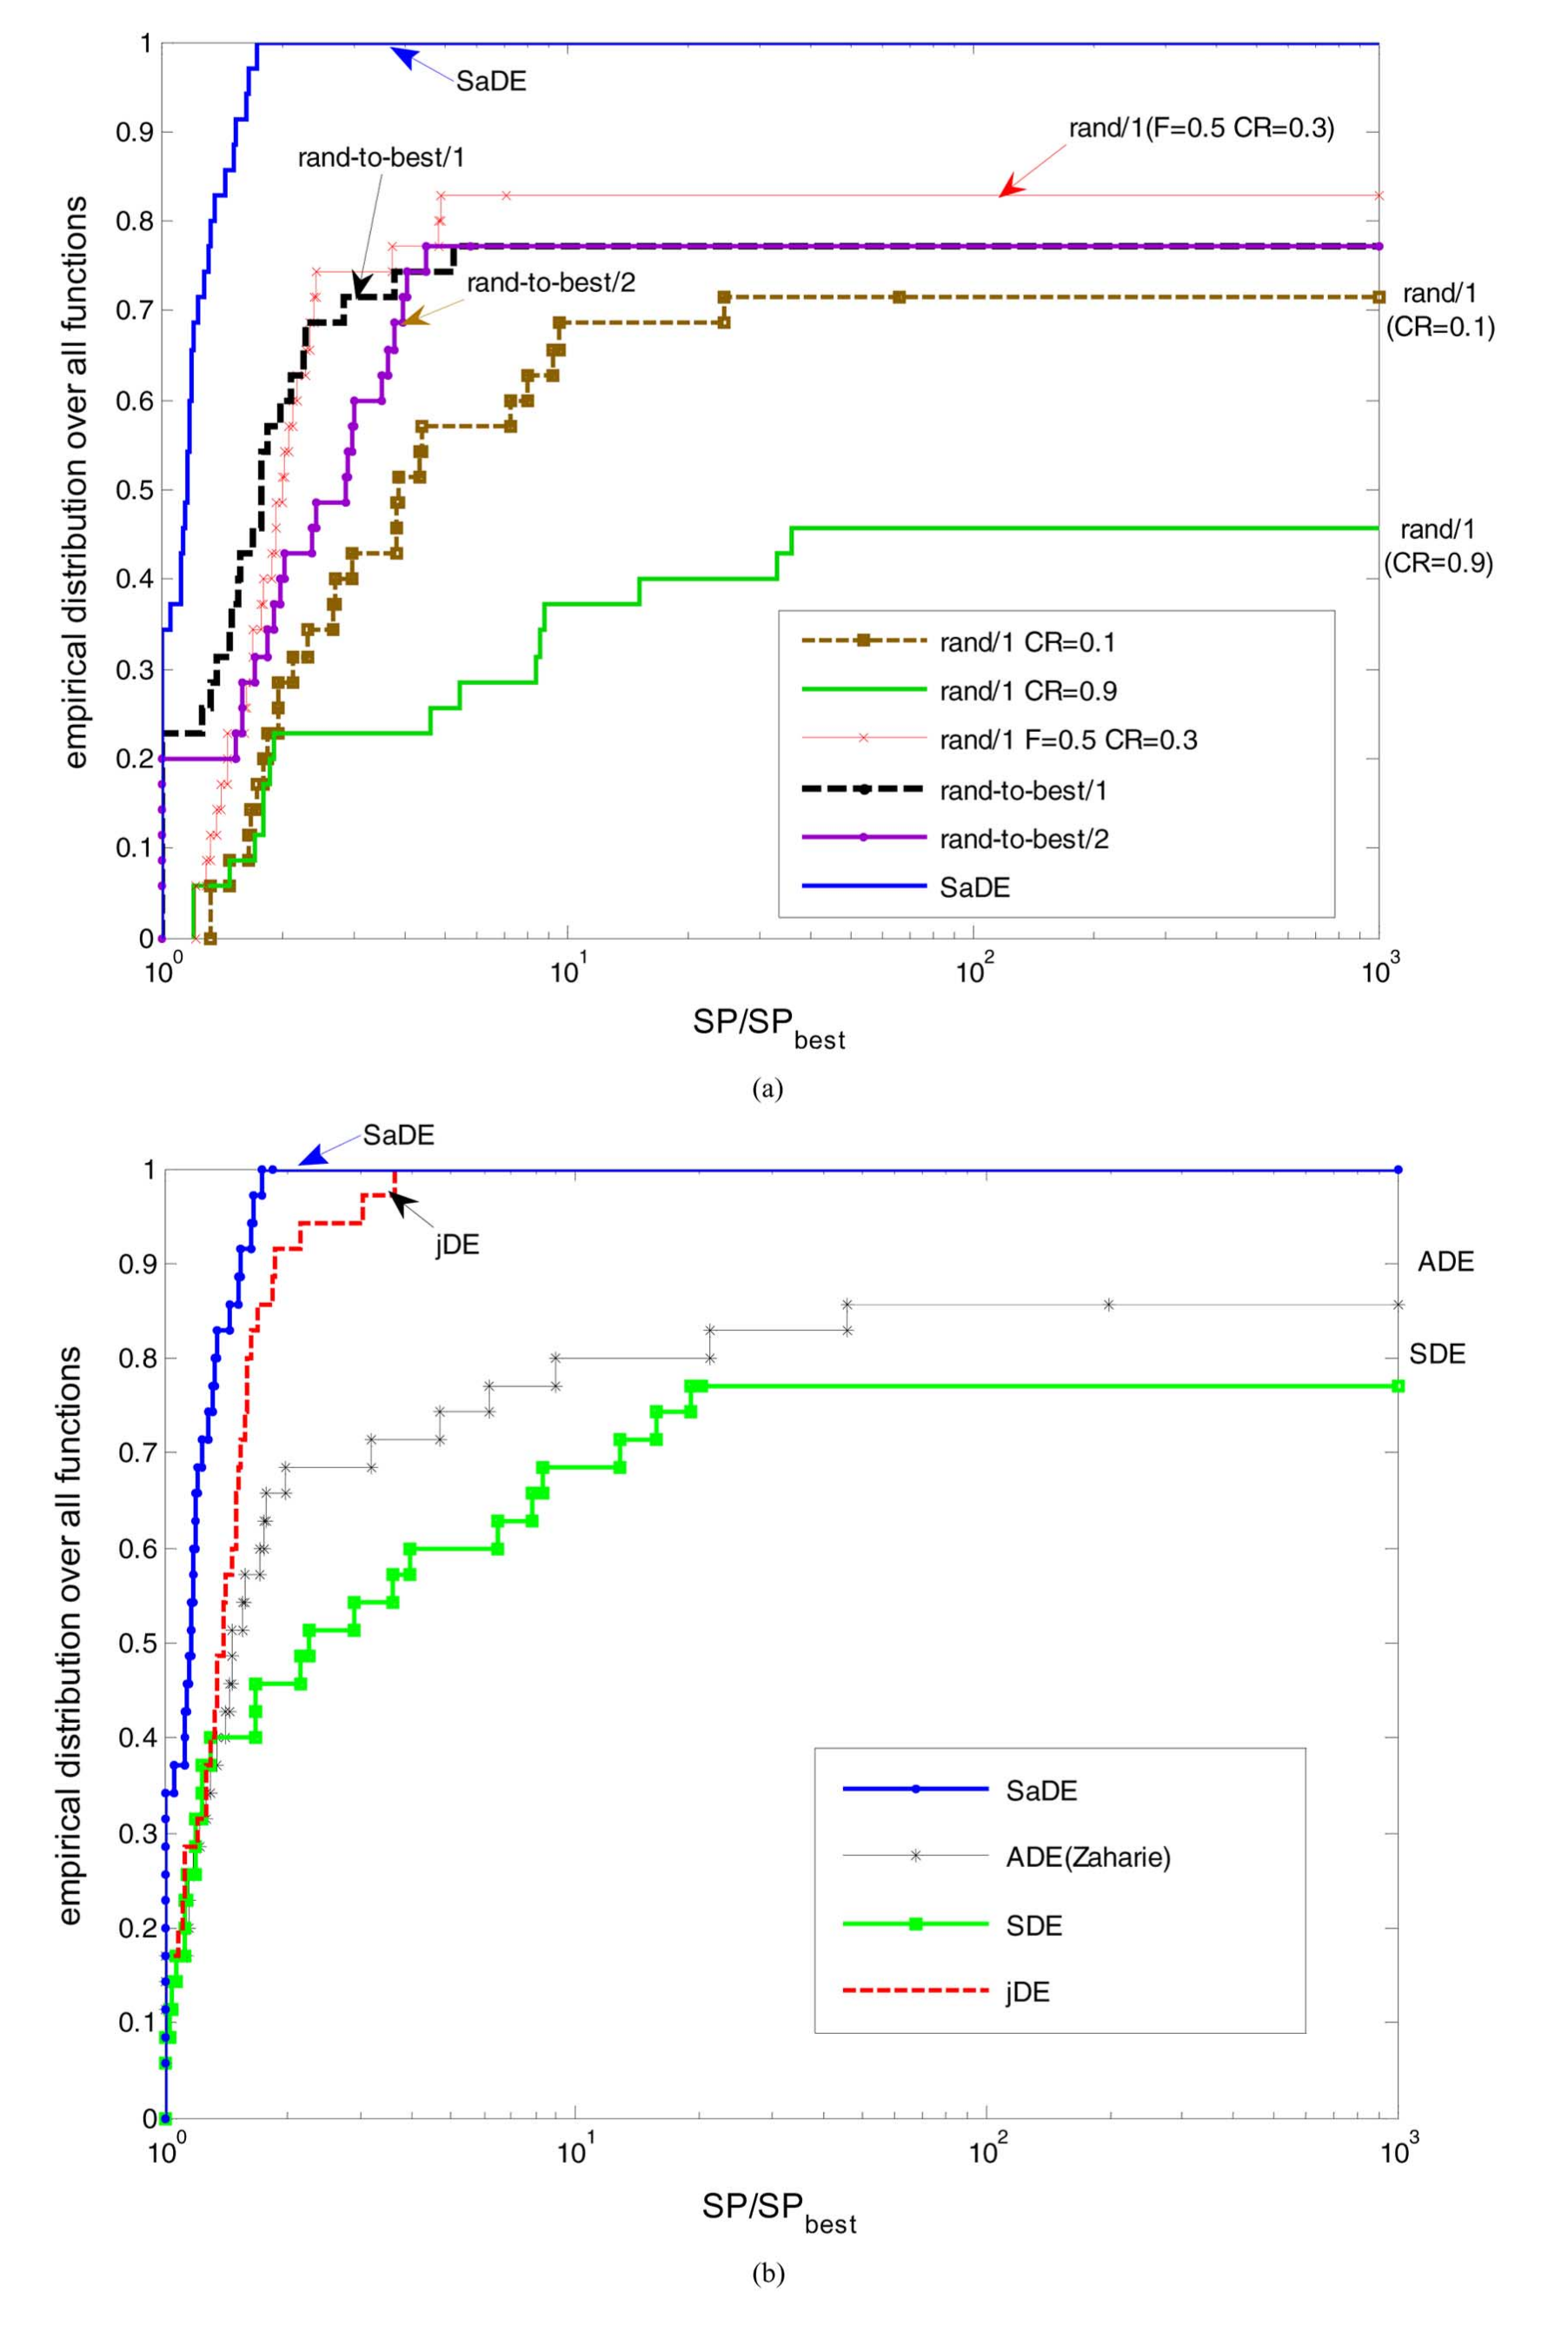 1
SaDE
0.9
rand/1(F=0.5 CR=0.3)
rand-to-best/1
0.8
rand-to-best/2
0.7
rand/1
(CR=0.1)
0.6
0.5
rand/1
(CR=0.9)
0.4
0.3
0.2
0.1
0
rand/1 CR=0.1
rand/1 CR=0.9
rand/1 F=0.5 CR=0.3
rand-to-best/1
rand-to-best/2
SaDE
empirical distribution over all functions
10^0 10^1 10^2 10^3
SP/SP_best
(a)
SaDE
1
jDE
0.9
ADE
0.8
SDE
0.7
0.6
0.5
0.4
0.3
0.2
0.1
0
SaDE
ADE(Zaharie)
SDE
jDE
empirical distribution over all functions
10^0 10^1 10^2 10^3
SP/SP_best
(b)